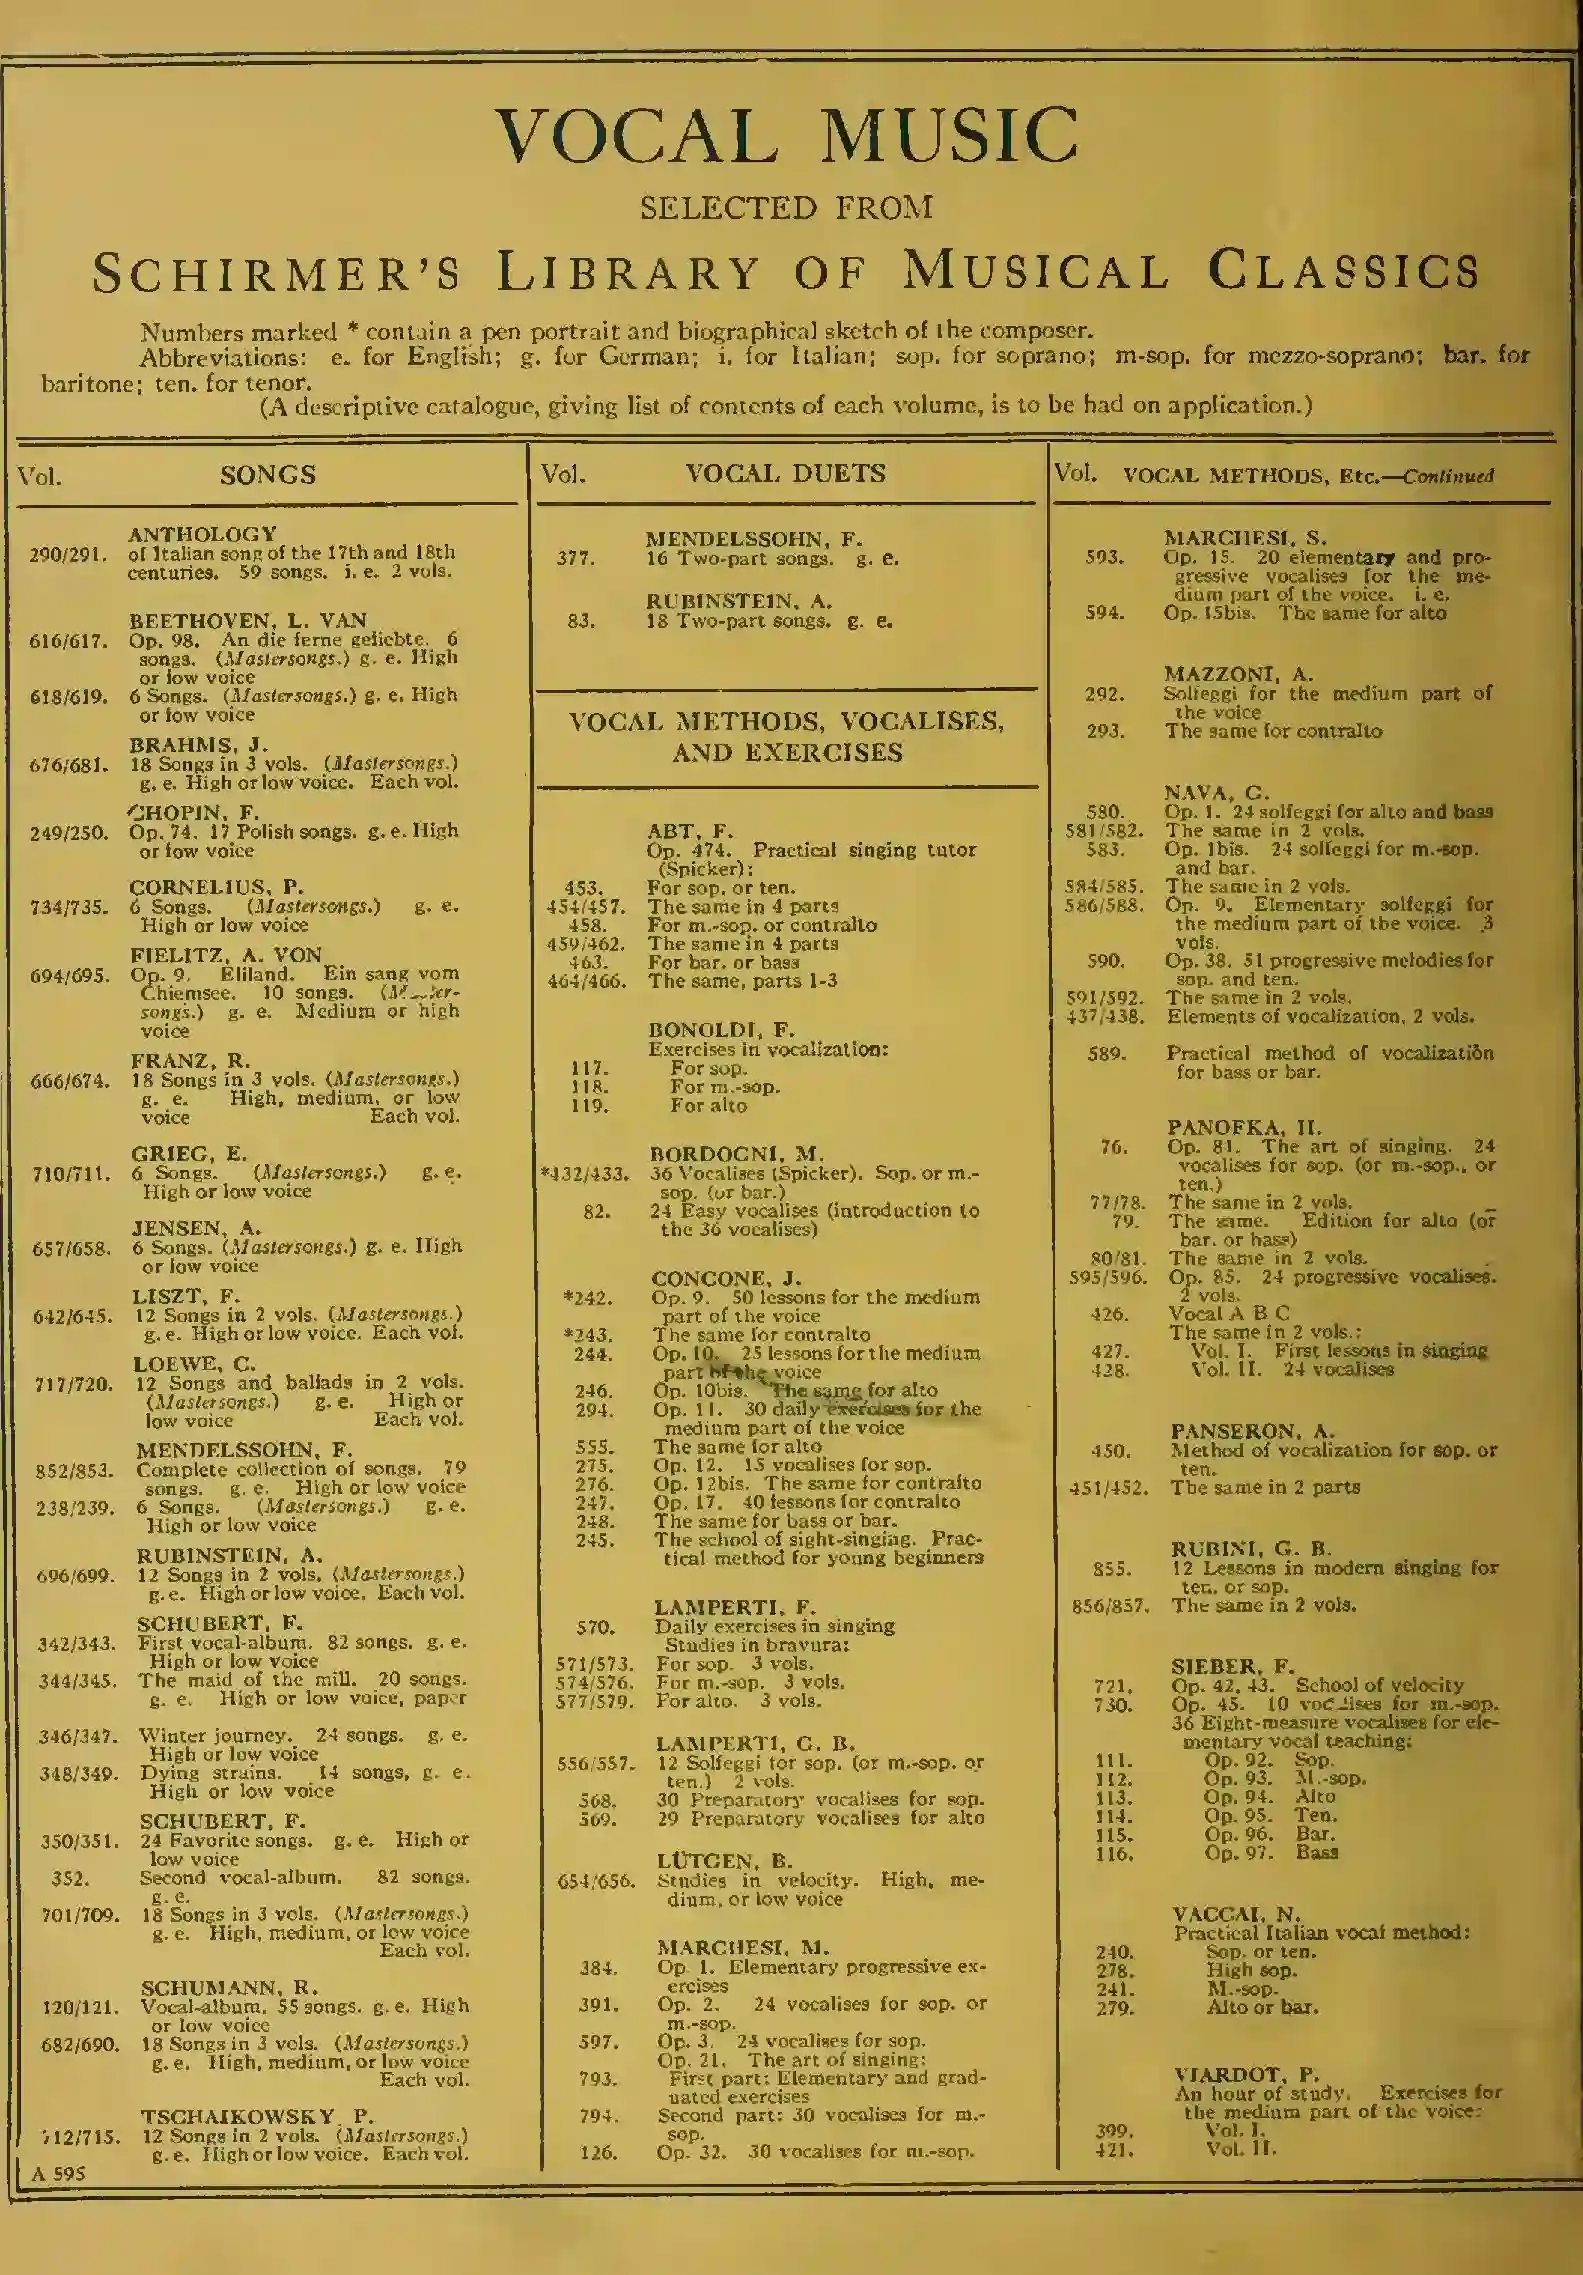 VOCAL MUSIC
SELECTED FROM
SCHIRMER'S LIBRARY OF MUSICAL CLASSICS
Numbers marked * contain a pen portrait and biographical sketch of the composer.
Abbreviations: e. for English; g. for German; i. for Italian; sop. for soprano; m-sop. for mezzo-soprano; bar. for
baritone; ten. for tenor.
(A descriptive catalogue, giving list of contents of each volume, is to be had on application.)
Vol. SONGS
ANTHOLOGY
290/291. of Italian song of the 17th and 18th
centuries. 59 songs. i. e. 2 vols.
BEETHOVEN, L. VAN
616/617. Op. 98. An die ferne geliebte. 6
songs. (Mastersongs.) g. e. High
or low voice
618/619. 6 Songs. (Mastersongs.) g. e. High
or low voice
BRAHMS, J.
676/681. 18 Songs in 3 vols. (Mastersongs.)
g. e. High or low voice. Each vol.
CHOPIN, F.
249/250. Op. 74. 17 Polish songs. g. e. High
or low voice
CORNELIUS, P.
734/735. 6 Songs. (Mastersongs.) g. e.
High or low voice
FIELITZ, A. VON
694/695. Op. 9. Eliland. Ein sang vom
Chiemsee. 10 songs. (Master-
songs.) g. e. Medium or high
voice
FRANZ, R.
666/674. 18 Songs in 3 vols. (Mastersongs.)
g. e. High, medium, or low
voice Each vol.
GRIEG, E.
710/711. 6 Songs. (Mastersongs.) g. e.
High or low voice
JENSEN, A.
657/658. 6 Songs. (Mastersongs.) g. e. High
or low voice
LISZT, F.
642/645. 12 Songs in 2 vols. (Mastersongs.)
g. e. High or low voice. Each vol.
LOEWE, C.
717/720. 12 Songs and ballads in 2 vols.
(Mastersongs.) g. e. High or
low voice Each vol.
MENDELSSOHN, F.
852/853. Complete collection of songs. 79
songs. g. e. High or low voice
238/239. 6 Songs. (Mastersongs.) g. e.
High or low voice
RUBINSTEIN, A.
696/699. 12 Songs in 2 vols. (Mastersongs.)
g. e. High or low voice. Each vol.
SCHUBERT, F.
342/343. First vocal-album. 82 songs. g. e.
High or low voice
344/345. The maid of the mill. 20 songs.
g. e. High or low voice, paper
346/347. Winter journey. 24 songs. g. e.
High or low voice
348/349. Dying strains. 14 songs, g. e.
High or low voice
SCHUBERT, F.
350/351. 24 Favorite songs. g. e. High or
low voice
352. Second vocal-album. 82 songs.
g. e.
701/709. 18 Songs in 3 vols. (Mastersongs.)
g. e. High, medium, or low voice
Each vol.
SCHUMANN, R.
120/121. Vocal-album. 55 songs. g. e. High
or low voice
682/690. 18 Songs in 3 vols. (Mastersongs.)
g. e. High, medium, or low voice
Each vol.
TSCHAIKOWSKY, P.
712/715. 12 Songs in 2 vols. (Mastersongs.)
g. e. High or low voice. Each vol.
A 595
Vol. VOCAL DUETS
MENDELSSOHN, F.
377. 16 Two-part songs. g. e.
RUBINSTEIN, A.
83. 18 Two-part songs. g. e.
VOCAL METHODS, VOCALISES,
AND EXERCISES
ABT, F.
Op. 474. Practical singing tutor
(Spicker):
453. For sop. or ten.
454/457. The same in 4 parts
458. For m.-sop. or contralto
459/462. The same in 4 parts
463. For bar. or bass
464/466. The same, parts 1-3
BONOLDI, F.
Exercises in vocalization:
117. For sop.
118. For m.-sop.
119. For alto
BORDOGNI, M.
*432/433. 36 Vocalises (Spicker). Sop. or m.-
sop. (or bar.)
82. 24 Easy vocalises (introduction to
the 36 vocalises)
CONCONE, J.
*242. Op. 9. 50 lessons for the medium
part of the voice
*243. The same for contralto
244. Op. 10. 25 lessons for the medium
part of the voice
246. Op. 10bis. The same for alto
294. Op. 11. 30 daily exercises for the
medium part of the voice
555. The same for alto
275. Op. 12. 15 vocalises for sop.
276. Op. 12bis. The same for contralto
247. Op. 17. 40 lessons for contralto
248. The same for bass or bar.
245. The school of sight-singing. Prac-
tical method for young beginners
LAMPERTI, F.
570. Daily exercises in singing
Studies in bravura:
571/573. For sop. 3 vols.
574/576. For m.-sop. 3 vols.
577/579. For alto. 3 vols.
LAMPERTI, G. B.
556/557. 12 Solfeggi for sop. (or m.-sop. or
ten.) 2 vols.
568. 30 Preparatory vocalises for sop.
569. 29 Preparatory vocalises for alto
LÜTGEN, B.
654/656. Studies in velocity. High, me-
dium, or low voice
MARCHESI, M.
384. Op. 1. Elementary progressive ex-
ercises
391. Op. 2. 24 vocalises for sop. or
m.-sop.
597. Op. 3. 24 vocalises for sop.
Op. 21. The art of singing:
793. First part: Elementary and grad-
uated exercises
794. Second part: 30 vocalises for m.-
sop.
126. Op. 32. 30 vocalises for m.-sop.
Vol. VOCAL METHODS, Etc.—Continued
MARCHESI, S.
593. Op. 15. 20 elementary and pro-
gressive vocalises for the me-
dium part of the voice. i. e.
594. Op. 15bis. The same for alto
MAZZONI, A.
292. Solfeggi for the medium part of
the voice
293. The same for contralto
NAVA, G.
580. Op. 1. 24 solfeggi for alto and bass
581/582. The same in 2 vols.
583. Op. 1bis. 24 solfeggi for m.-sop.
and bar.
584/585. The same in 2 vols.
586/588. Op. 9. Elementary solfeggi for
the medium part of the voice. 3
vols.
590. Op. 38. 51 progressive melodies for
sop. and ten.
591/592. The same in 2 vols.
437/438. Elements of vocalization, 2 vols.
589. Practical method of vocalization
for bass or bar.
PANOFKA, H.
76. Op. 81. The art of singing. 24
vocalises for sop. (or m.-sop., or
ten.)
77/78. The same in 2 vols.
79. The same. Edition for alto (or
bar. or bass)
80/81. The same in 2 vols.
595/596. Op. 85. 24 progressive vocalises.
2 vols.
426. Vocal A B C
The same in 2 vols.:
427. Vol. I. First lessons in singing
428. Vol. II. 24 vocalises
PANSERON, A.
450. Method of vocalization for sop. or
ten.
451/452. The same in 2 parts
RUBINI, G. B.
855. 12 Lessons in modern singing for
ten. or sop.
856/857. The same in 2 vols.
SIEBER, F.
721. Op. 42, 43. School of velocity
730. Op. 45. 10 vocalises for m.-sop.
36 Eight-measure vocalises for ele-
mentary vocal teaching:
111. Op. 92. Sop.
112. Op. 93. M.-sop.
113. Op. 94. Alto
114. Op. 95. Ten.
115. Op. 96. Bar.
116. Op. 97. Bass
VACCAI, N.
Practical Italian vocal method:
240. Sop. or ten.
278. High sop.
241. M.-sop.
279. Alto or bar.
VIARDOT, P.
An hour of study. Exercises for
the medium part of the voice:
399. Vol. I.
421. Vol. II.